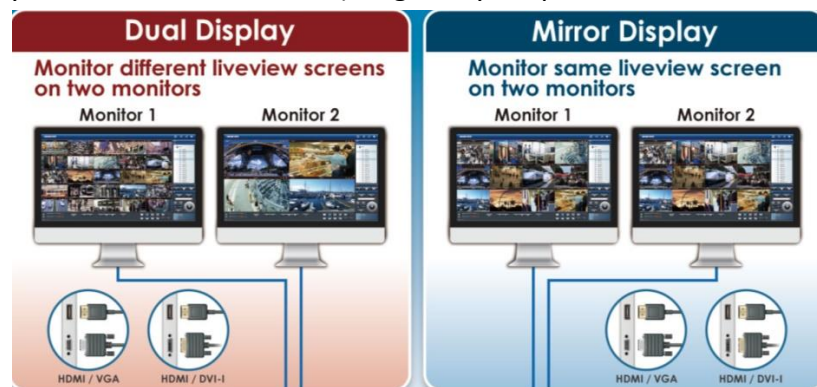 Dual Display
Monitor different liveview screens
on two monitors
Monitor 1
Monitor 2
HDMI / VGA
HDMI / DVI-I
Mirror Display
Monitor same liveview screen
on two monitors
Monitor 1
Monitor 2
HDMI / VGA
HDMI / DVI-I